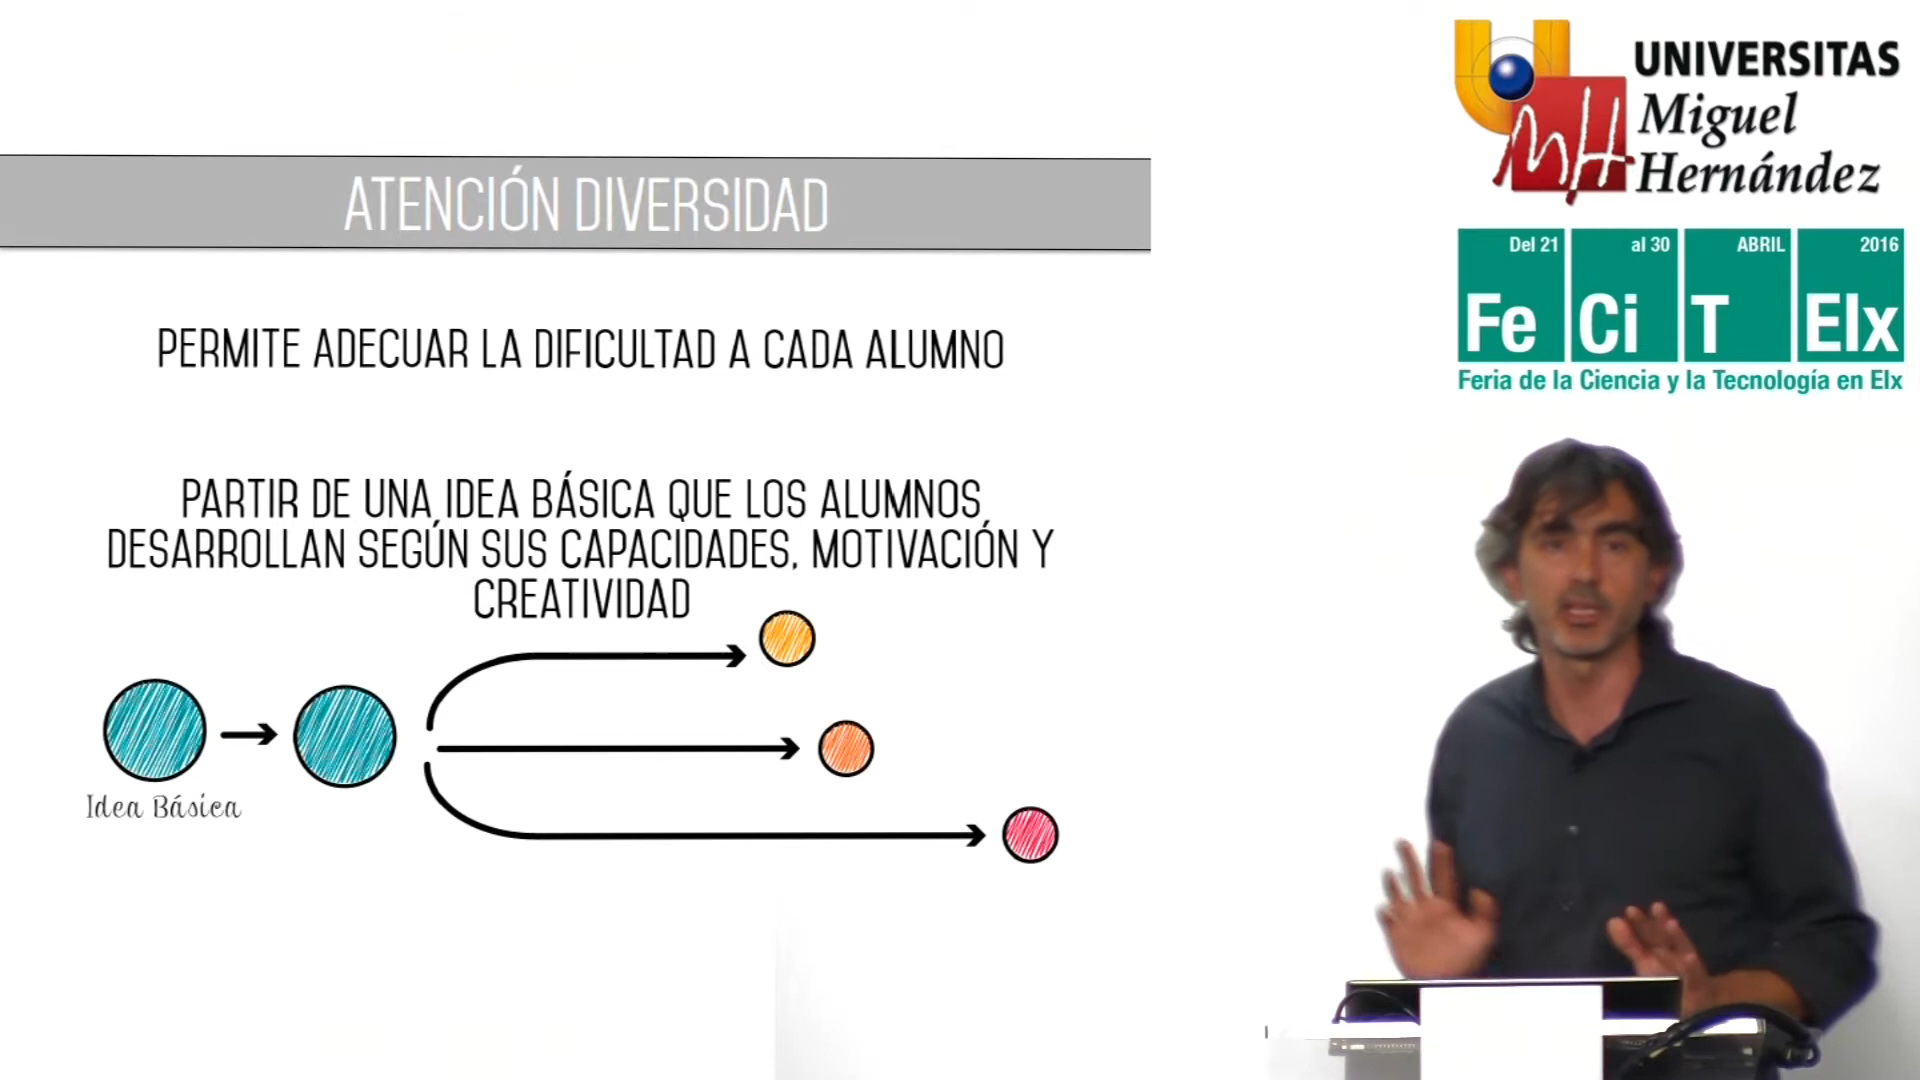 ATENCIÓN DIVERSIDAD
PERMITE ADECUAR LA DIFICULTAD A CADA ALUMNO
PARTIR DE UNA IDEA BÁSICA QUE LOS ALUMNOS
DESARROLLAN SEGÚN SUS CAPACIDADES, MOTIVACIÓN Y
CREATIVIDAD
Idea Básica
UNIVERSITAS
Miguel
Hernández
Del 21 al 30 ABRIL 2016
Fe Ci T Elx
Feria de la Ciencia y la Tecnología en Elx